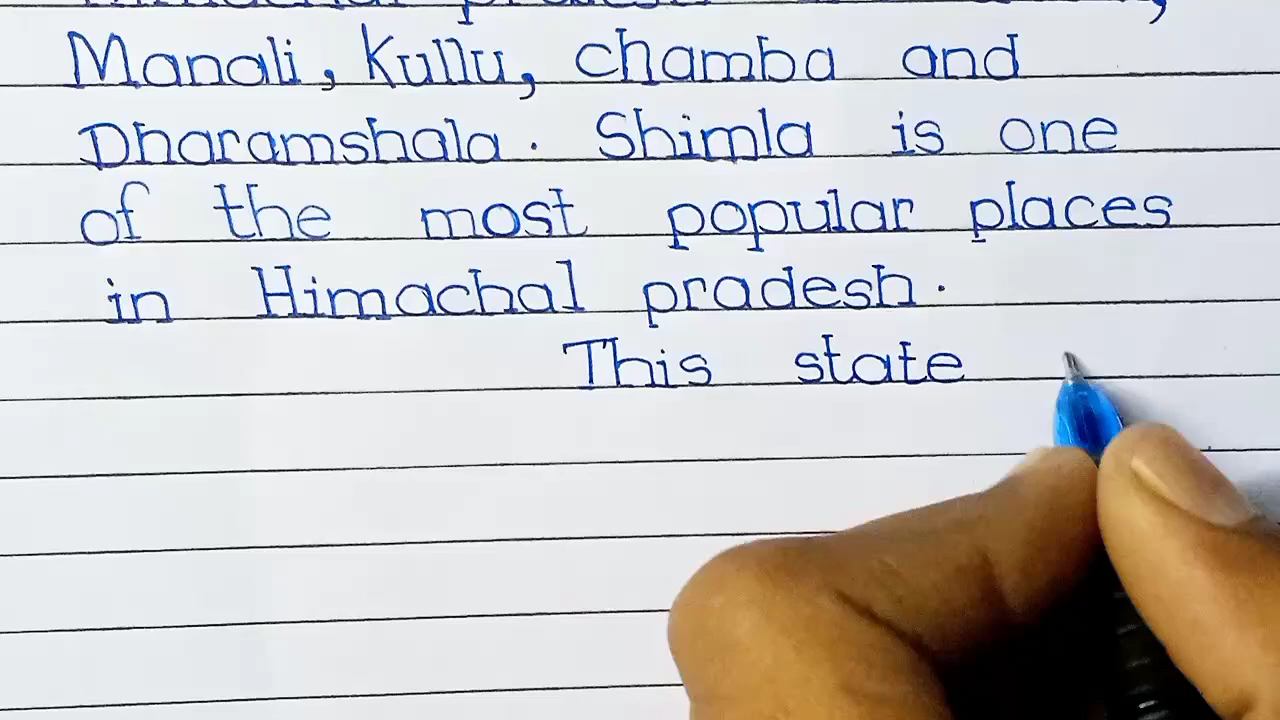 Manali, Kullu, chamba and
Dharamshala. Shimla is one
of the most popular places
in Himachal pradesh.
This state